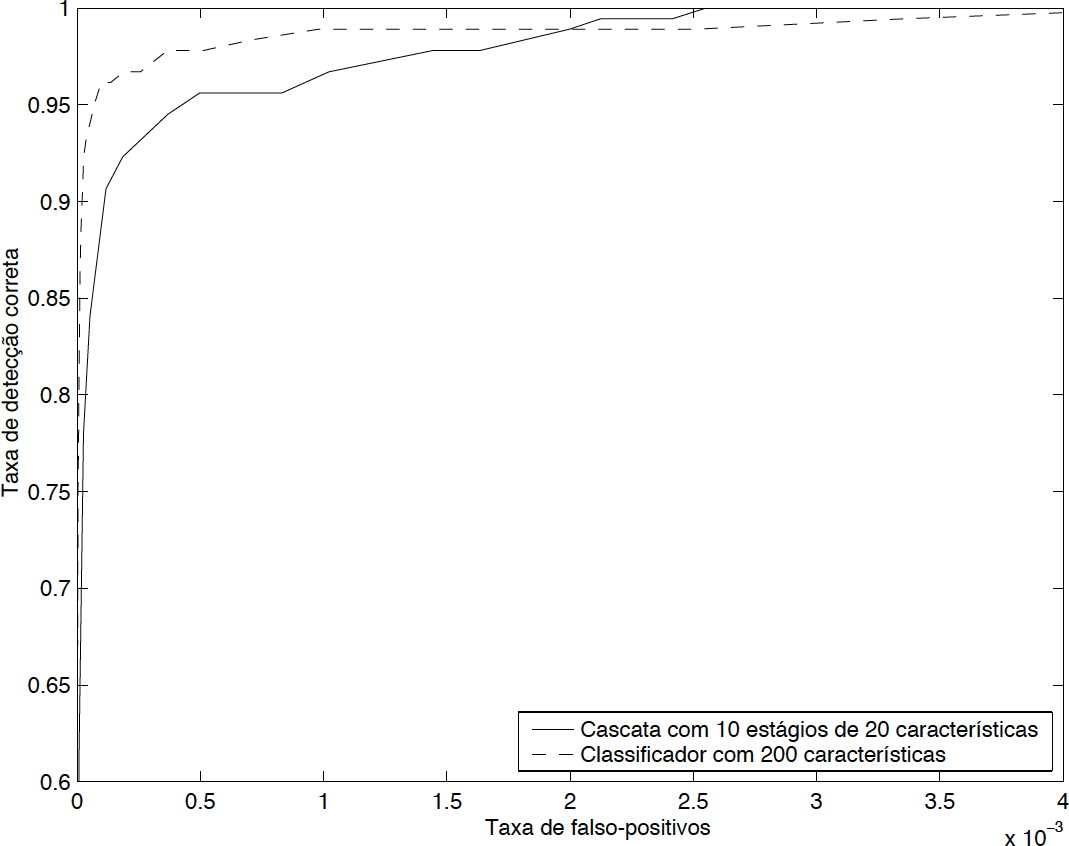 1
0.95
0.9
0.85
0.8
0.75
0.7
0.65
0.6
Taxa de detecção correta
0 0.5 1 1.5 2 2.5 3 3.5 4
Taxa de falso-positivos
x 10⁻³
Cascata com 10 estágios de 20 características
Classificador com 200 características